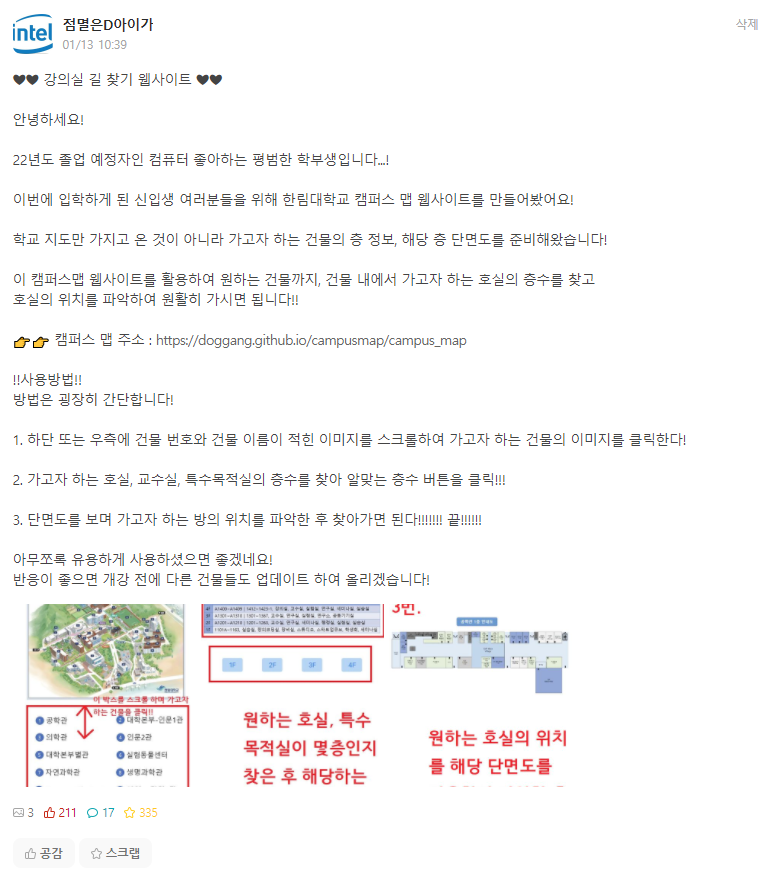 intel
점멸은D아이가
삭제
01/13 10:39
🖤🖤 강의실 길 찾기 웹사이트 🖤🖤
안녕하세요!
22년도 졸업 예정자인 컴퓨터 좋아하는 평범한 학부생입니다...!
이번에 입학하게 된 신입생 여러분들을 위해 한림대학교 캠퍼스 맵 웹사이트를 만들어봤어요!
학교 지도만 가지고 온 것이 아니라 가고자 하는 건물의 층 정보, 해당 층 단면도를 준비해왔습니다!
이 캠퍼스맵 웹사이트를 활용하여 원하는 건물까지, 건물 내에서 가고자 하는 호실의 층수를 찾고
호실의 위치를 파악하여 원활히 가시면 됩니다!!
👉👉 캠퍼스 맵 주소 : https://doggang.github.io/campusmap/campus_map
!!사용방법!!
방법은 굉장히 간단합니다!
1. 하단 또는 우측에 건물 번호와 건물 이름이 적힌 이미지를 스크롤하여 가고자 하는 건물의 이미지를 클릭한다!
2. 가고자 하는 호실, 교수실, 특수목적실의 층수를 찾아 알맞는 층수 버튼을 클릭!!!
3. 단면도를 보며 가고자 하는 방의 위치를 파악한 후 찾아가면 된다!!!!!!! 끝!!!!!!
아무쪼록 유용하게 사용하셨으면 좋겠네요!
반응이 좋으면 개강 전에 다른 건물들도 업데이트 하여 올리겠습니다!
이 박스를 스크롤 하며 가고자
하는 건물을 클릭!!
1 공학관
2 대학본부-인문1관
3 의학관
4 인문2관
5 대학본부별관
6 실험동물센터
7 자연과학관
8 생명과학관
1F
2F
3F
4F
원하는 호실, 특수
목적실이 몇층인지
찾은 후 해당하는
3번.
원하는 호실의 위치
를 해당 단면도를
3
211
17
335
공감
스크랩